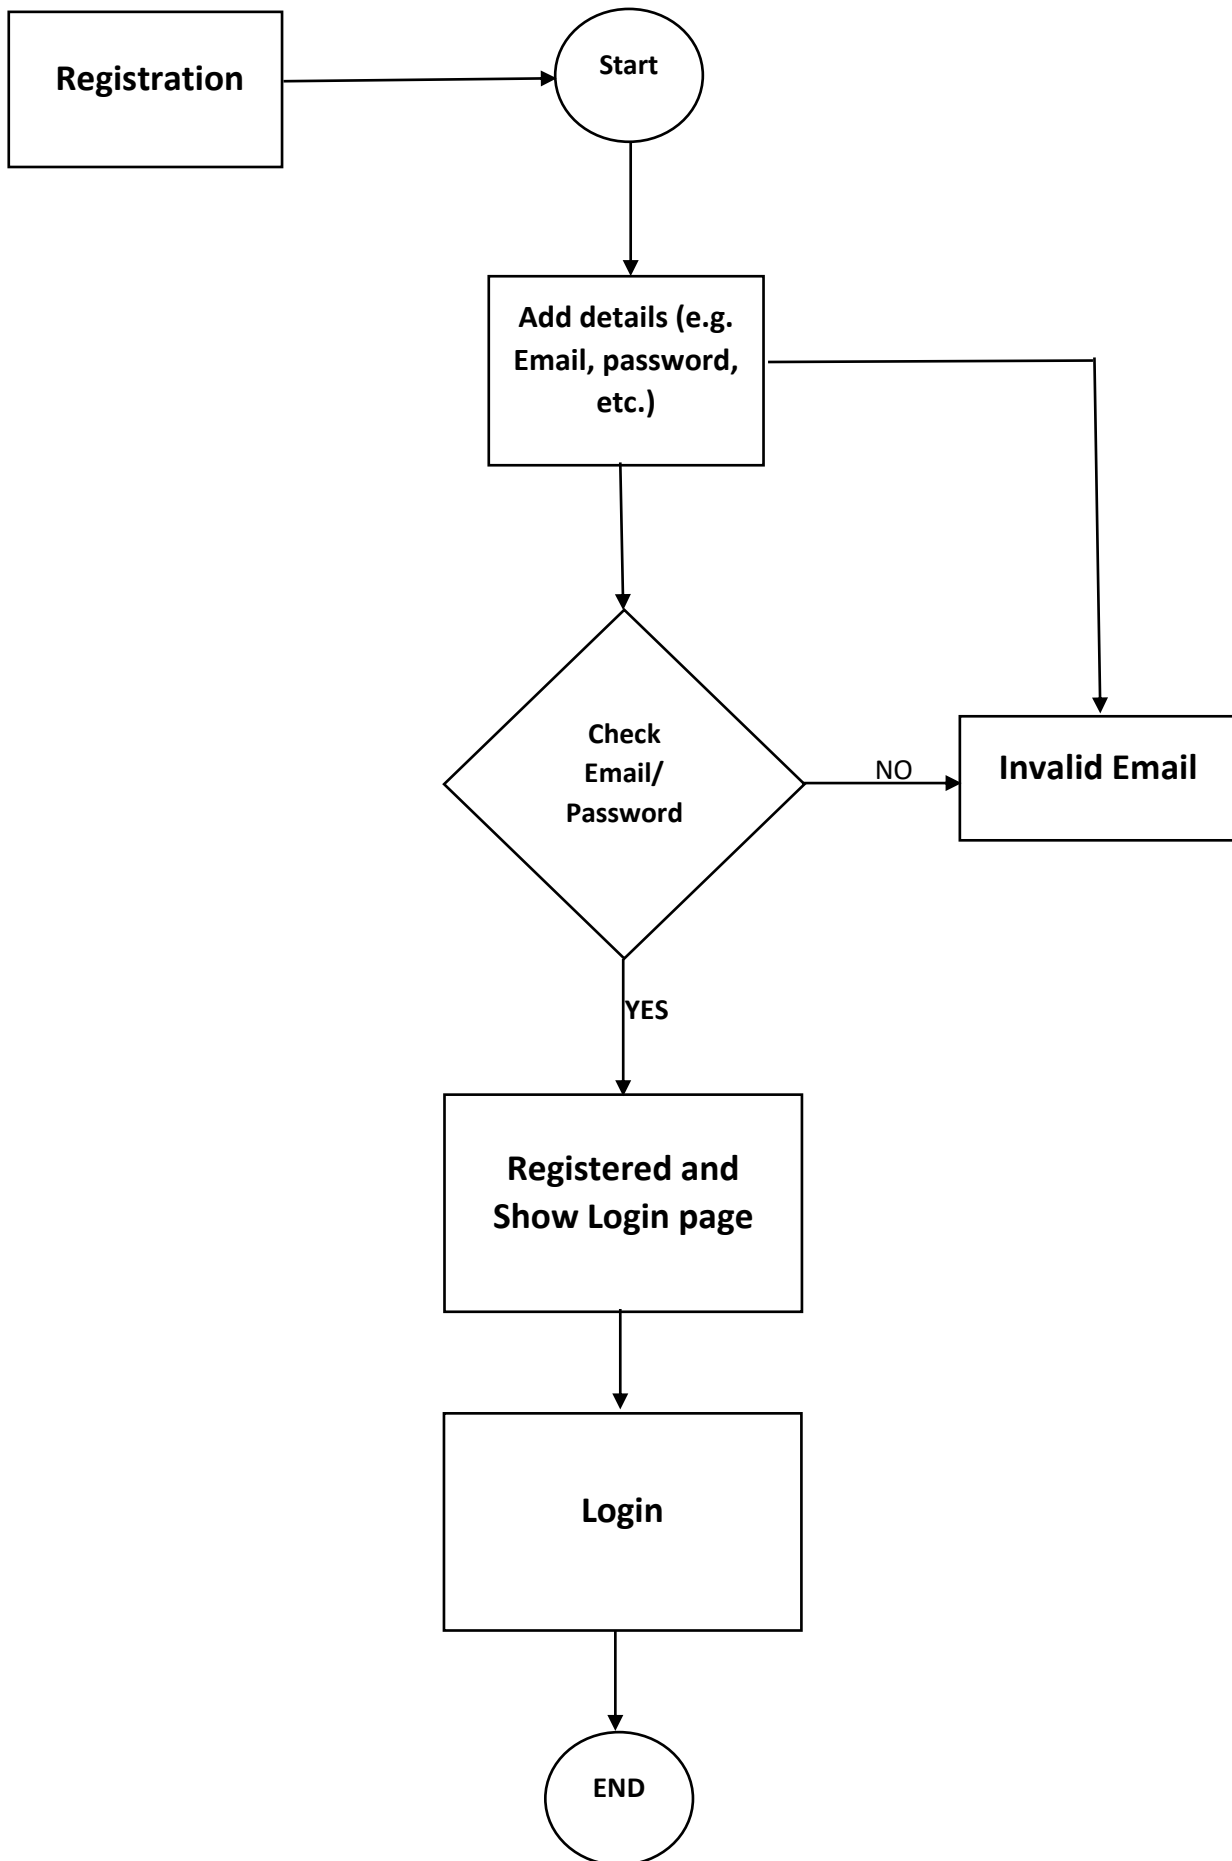 Registration
Start
Add details (e.g.
Email, password,
etc.)
Check
Email/
Password
NO
Invalid Email
YES
Registered and
Show Login page
Login
END